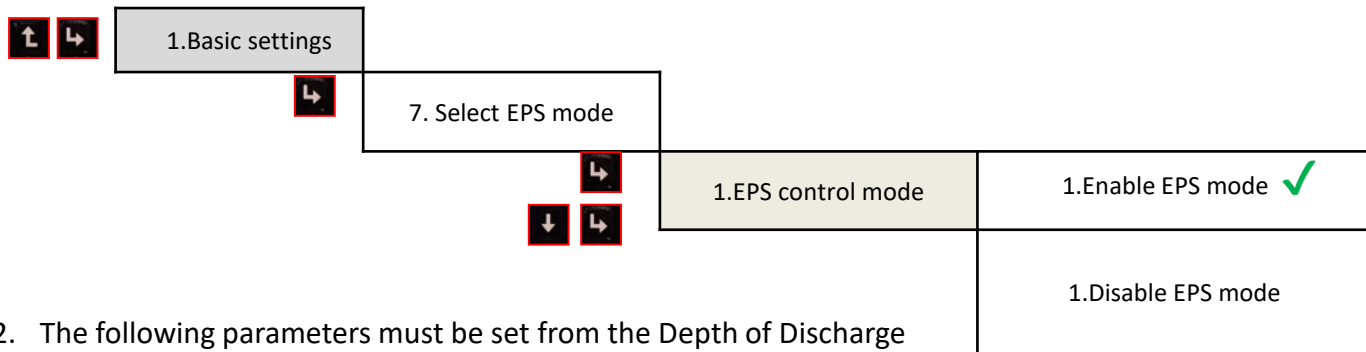 1.Basic settings
7. Select EPS mode
1.EPS control mode
1.Enable EPS mode
1.Disable EPS mode
2. The following parameters must be set from the Depth of Discharge